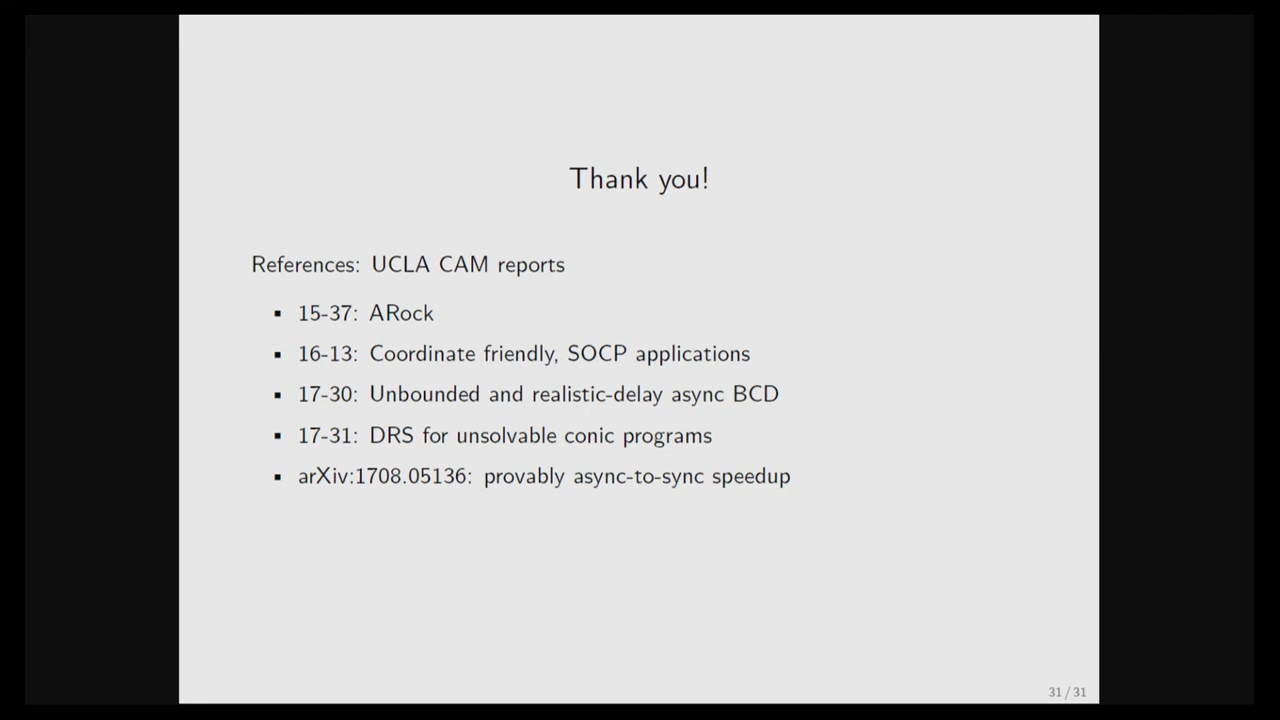 Thank you!
References: UCLA CAM reports
▪ 15-37: ARock
▪ 16-13: Coordinate friendly, SOCP applications
▪ 17-30: Unbounded and realistic-delay async BCD
▪ 17-31: DRS for unsolvable conic programs
▪ arXiv:1708.05136: provably async-to-sync speedup
31 / 31